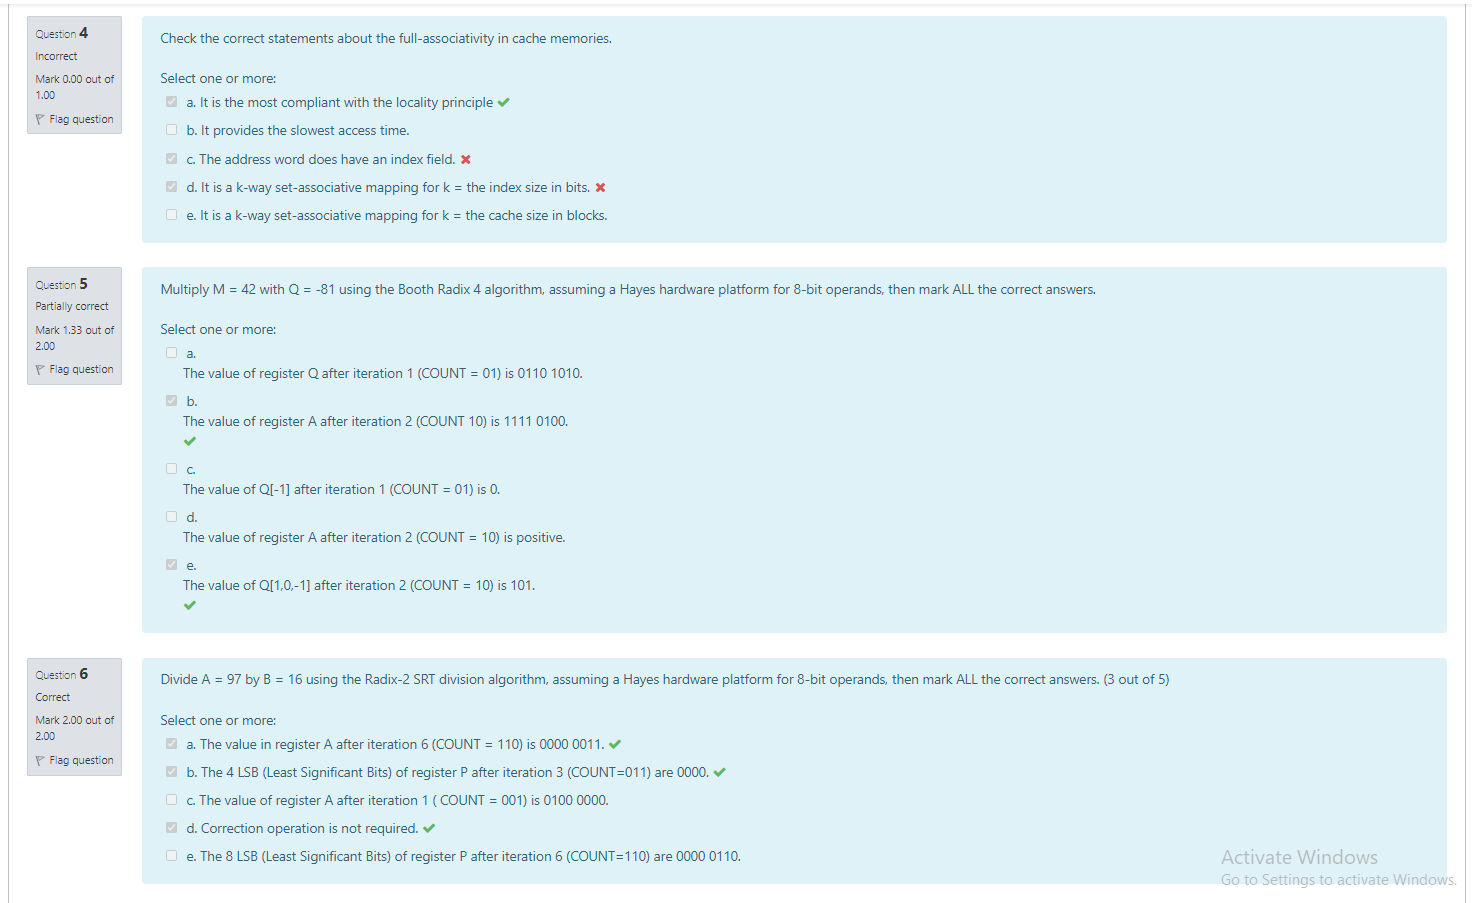 Question 4
Incorrect
Mark 0.00 out of
1.00
Flag question
Check the correct statements about the full-associativity in cache memories.
Select one or more:
a. It is the most compliant with the locality principle
b. It provides the slowest access time.
c. The address word does have an index field.
d. It is a k-way set-associative mapping for k = the index size in bits.
e. It is a k-way set-associative mapping for k = the cache size in blocks.
Question 5
Partially correct
Mark 1.33 out of
2.00
Flag question
Multiply M = 42 with Q = -81 using the Booth Radix 4 algorithm, assuming a Hayes hardware platform for 8-bit operands, then mark ALL the correct answers.
Select one or more:
a.
The value of register Q after iteration 1 (COUNT = 01) is 0110 1010.
b.
The value of register A after iteration 2 (COUNT 10) is 1111 0100.
c.
The value of Q[-1] after iteration 1 (COUNT = 01) is 0.
d.
The value of register A after iteration 2 (COUNT = 10) is positive.
e.
The value of Q[1,0,-1] after iteration 2 (COUNT = 10) is 101.
Question 6
Correct
Mark 2.00 out of
2.00
Flag question
Divide A = 97 by B = 16 using the Radix-2 SRT division algorithm, assuming a Hayes hardware platform for 8-bit operands, then mark ALL the correct answers. (3 out of 5)
Select one or more:
a. The value in register A after iteration 6 (COUNT = 110) is 0000 0011.
b. The 4 LSB (Least Significant Bits) of register P after iteration 3 (COUNT=011) are 0000.
c. The value of register A after iteration 1 ( COUNT = 001) is 0100 0000.
d. Correction operation is not required.
e. The 8 LSB (Least Significant Bits) of register P after iteration 6 (COUNT=110) are 0000 0110.
Activate Windows
Go to Settings to activate Windows.